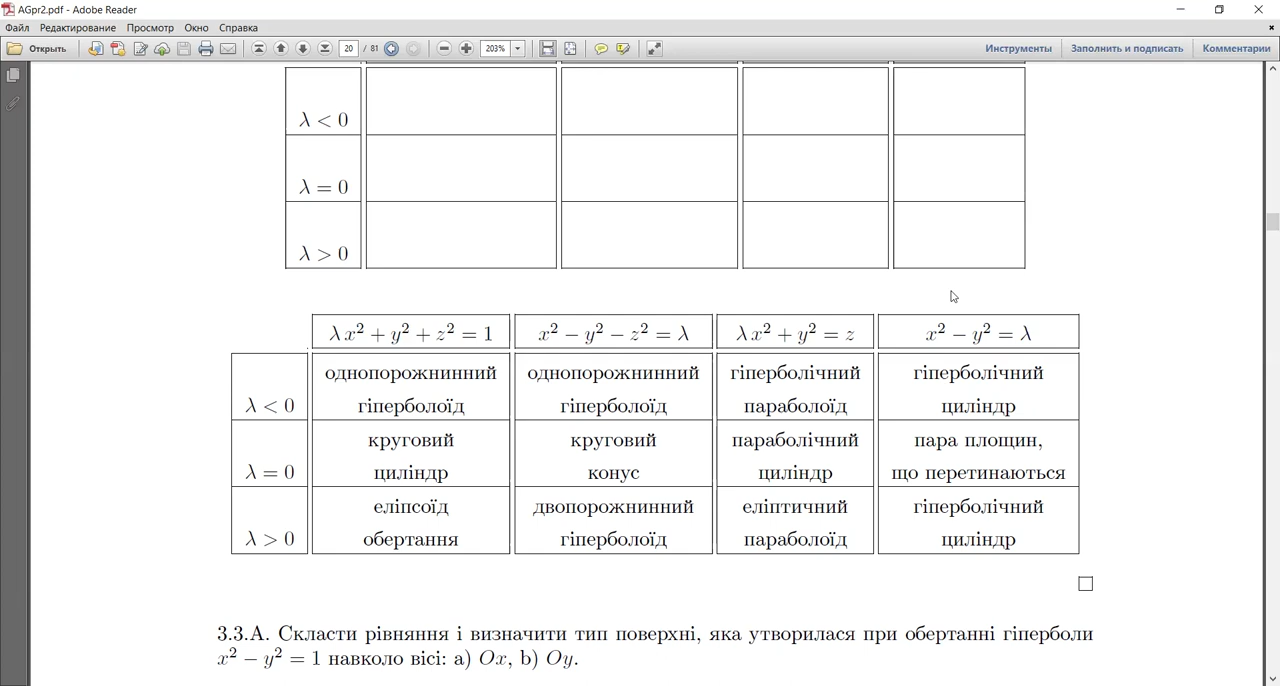 AGpr2.pdf - Adobe Reader
Файл Редактирование Просмотр Окно Справка
Открыть 20 / 81 203% Инструменты Заполнить и подписать Комментарии
λ < 0
λ = 0
λ > 0
λ x² + y² + z² = 1 x² − y² − z² = λ λ x² + y² = z x² − y² = λ
однопорожнинний однопорожнинний гіперболічний гіперболічний
λ < 0 гіперболоїд гіперболоїд параболоїд циліндр
круговий круговий параболічний пара площин,
λ = 0 циліндр конус циліндр що перетинаються
еліпсоїд двопорожнинний еліптичний гіперболічний
λ > 0 обертання гіперболоїд параболоїд циліндр
3.3.A. Скласти рівняння і визначити тип поверхні, яка утворилася при обертанні гіперболи
x² − y² = 1 навколо вісі: a) Ox, b) Oy.